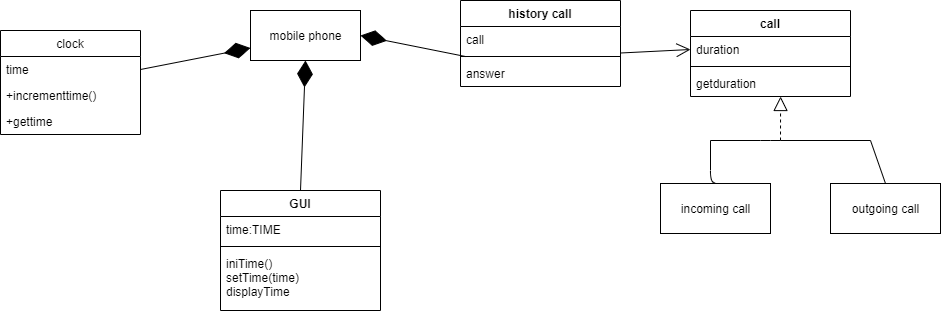 clock
time
+incrementtime()
+gettime
mobile phone
history call
call
answer
call
duration
getduration
GUI
time:TIME
iniTime()
setTime(time)
displayTime
incoming call
outgoing call